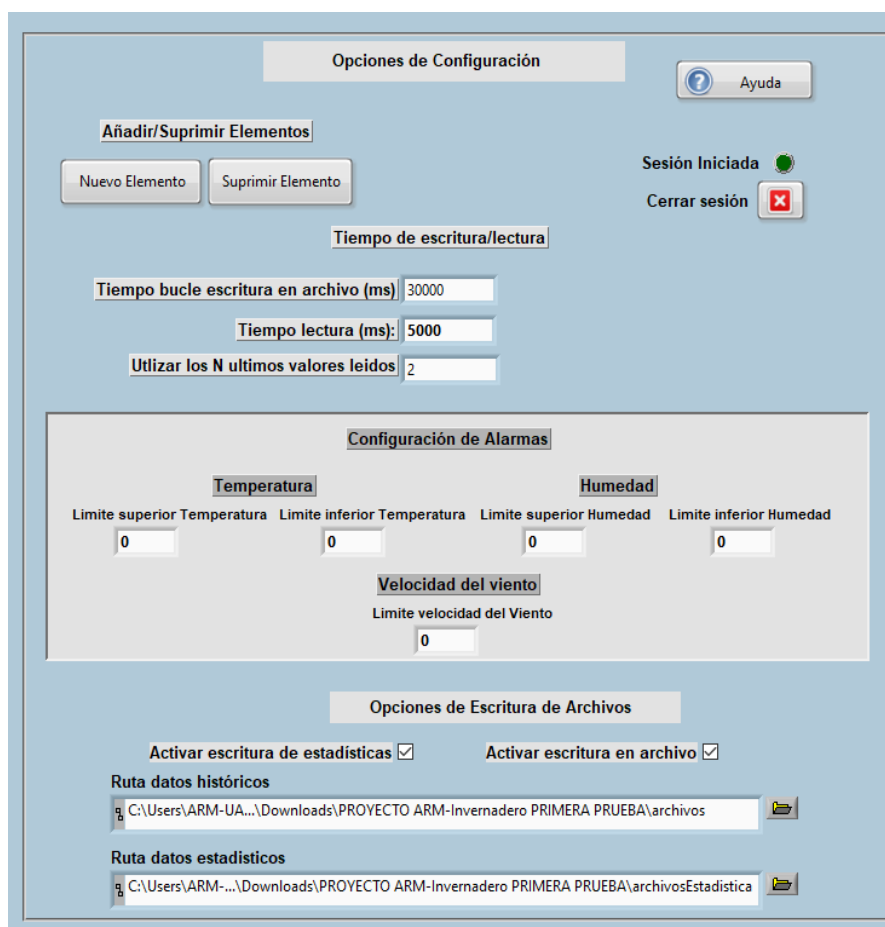 Opciones de Configuración
Ayuda
Añadir/Suprimir Elementos
Nuevo Elemento Suprimir Elemento
Sesión Iniciada
Cerrar sesión
Tiempo de escritura/lectura
Tiempo bucle escritura en archivo (ms) 30000
Tiempo lectura (ms): 5000
Utlizar los N ultimos valores leidos 2
Configuración de Alarmas
Temperatura Humedad
Limite superior Temperatura Limite inferior Temperatura Limite superior Humedad Limite inferior Humedad
0 0 0 0
Velocidad del viento
Limite velocidad del Viento
0
Opciones de Escritura de Archivos
Activar escritura de estadísticas Activar escritura en archivo
Ruta datos históricos
C:\Users\ARM-UA...\Downloads\PROYECTO ARM-Invernadero PRIMERA PRUEBA\archivos
Ruta datos estadisticos
C:\Users\ARM-...\Downloads\PROYECTO ARM-Invernadero PRIMERA PRUEBA\archivosEstadistica